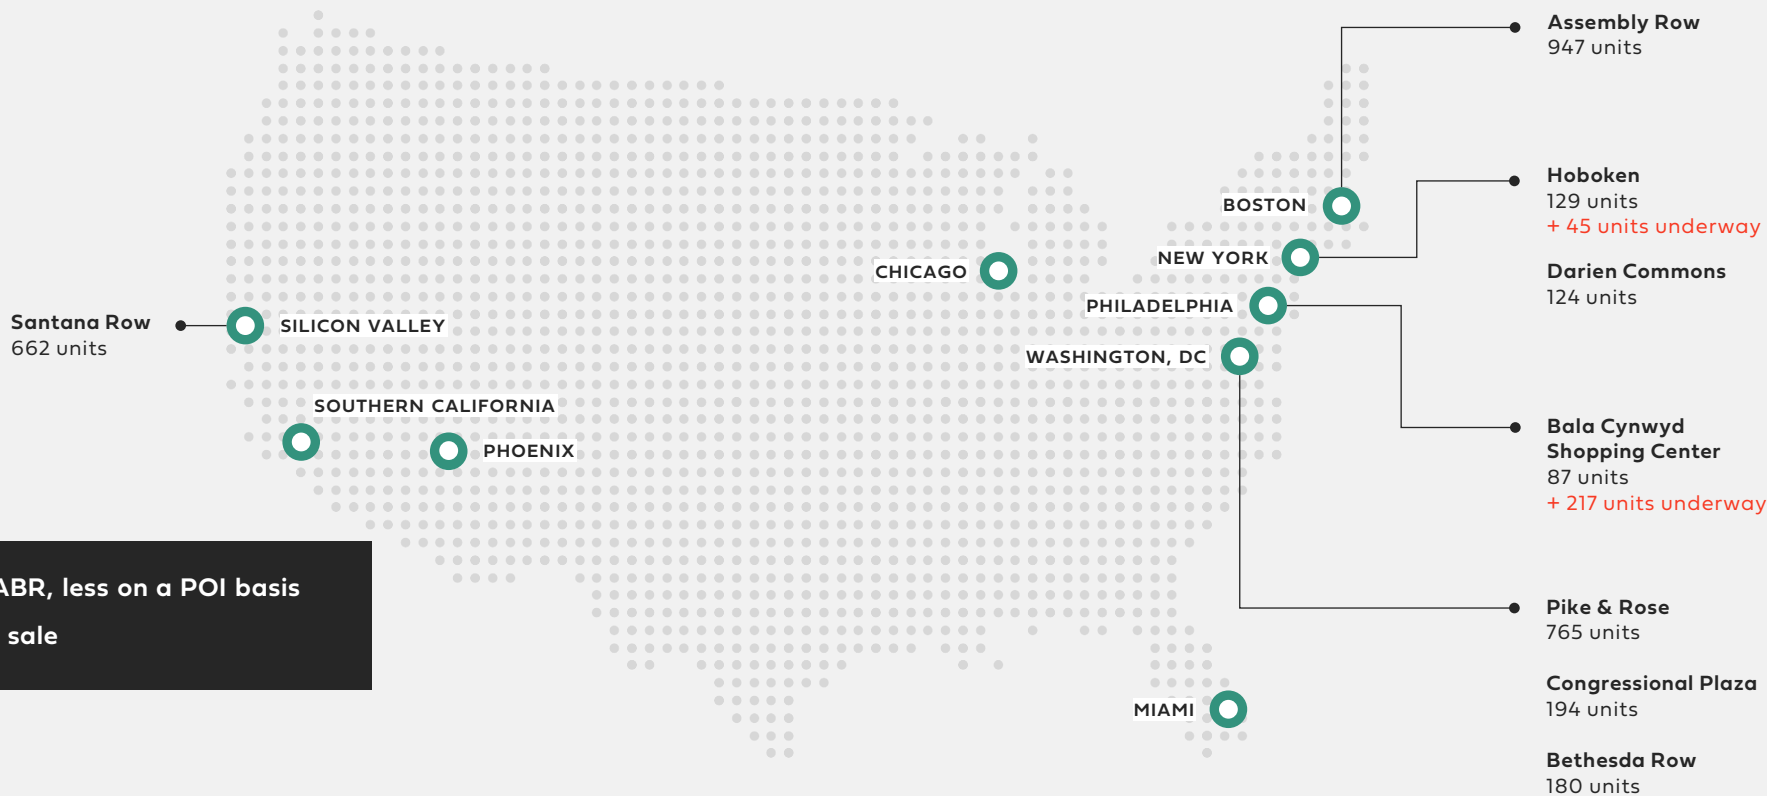 Assembly Row
947 units
Hoboken
129 units
+ 45 units underway
Darien Commons
124 units
BOSTON
NEW YORK
CHICAGO
PHILADELPHIA
Santana Row
662 units
SILICON VALLEY
WASHINGTON, DC
SOUTHERN CALIFORNIA
PHOENIX
Bala Cynwyd
Shopping Center
87 units
+ 217 units underway
ABR, less on a POI basis
sale
Pike & Rose
765 units
Congressional Plaza
194 units
MIAMI
Bethesda Row
180 units